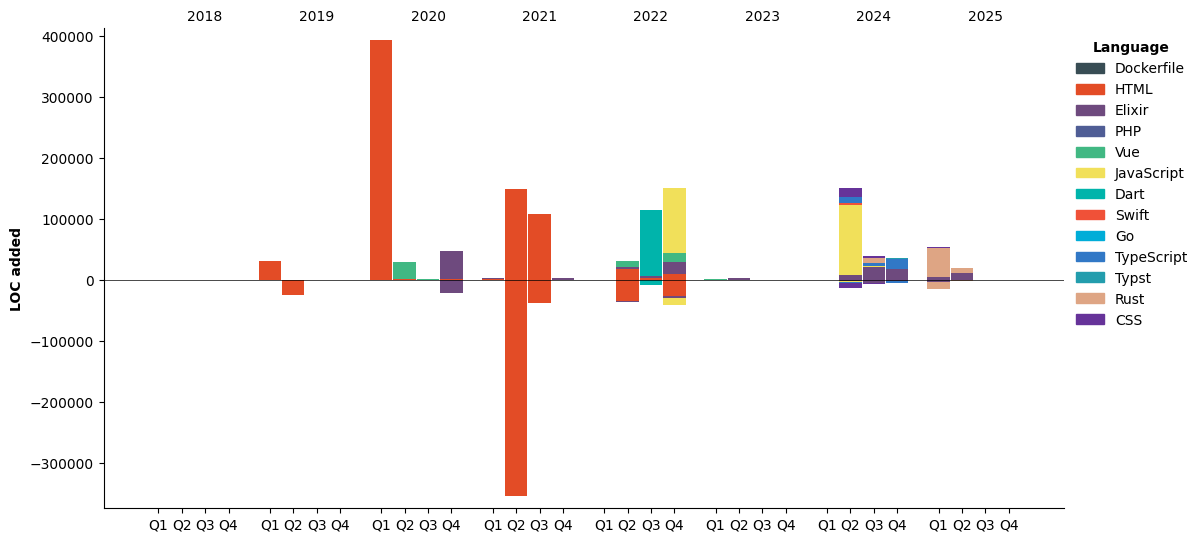 2018 2019 2020 2021 2022 2023 2024 2025
LOC added
400000
300000
200000
100000
0
−100000
−200000
−300000
Q1 Q2 Q3 Q4 Q1 Q2 Q3 Q4 Q1 Q2 Q3 Q4 Q1 Q2 Q3 Q4 Q1 Q2 Q3 Q4 Q1 Q2 Q3 Q4 Q1 Q2 Q3 Q4 Q1 Q2 Q3 Q4
Language
Dockerfile
HTML
Elixir
PHP
Vue
JavaScript
Dart
Swift
Go
TypeScript
Typst
Rust
CSS